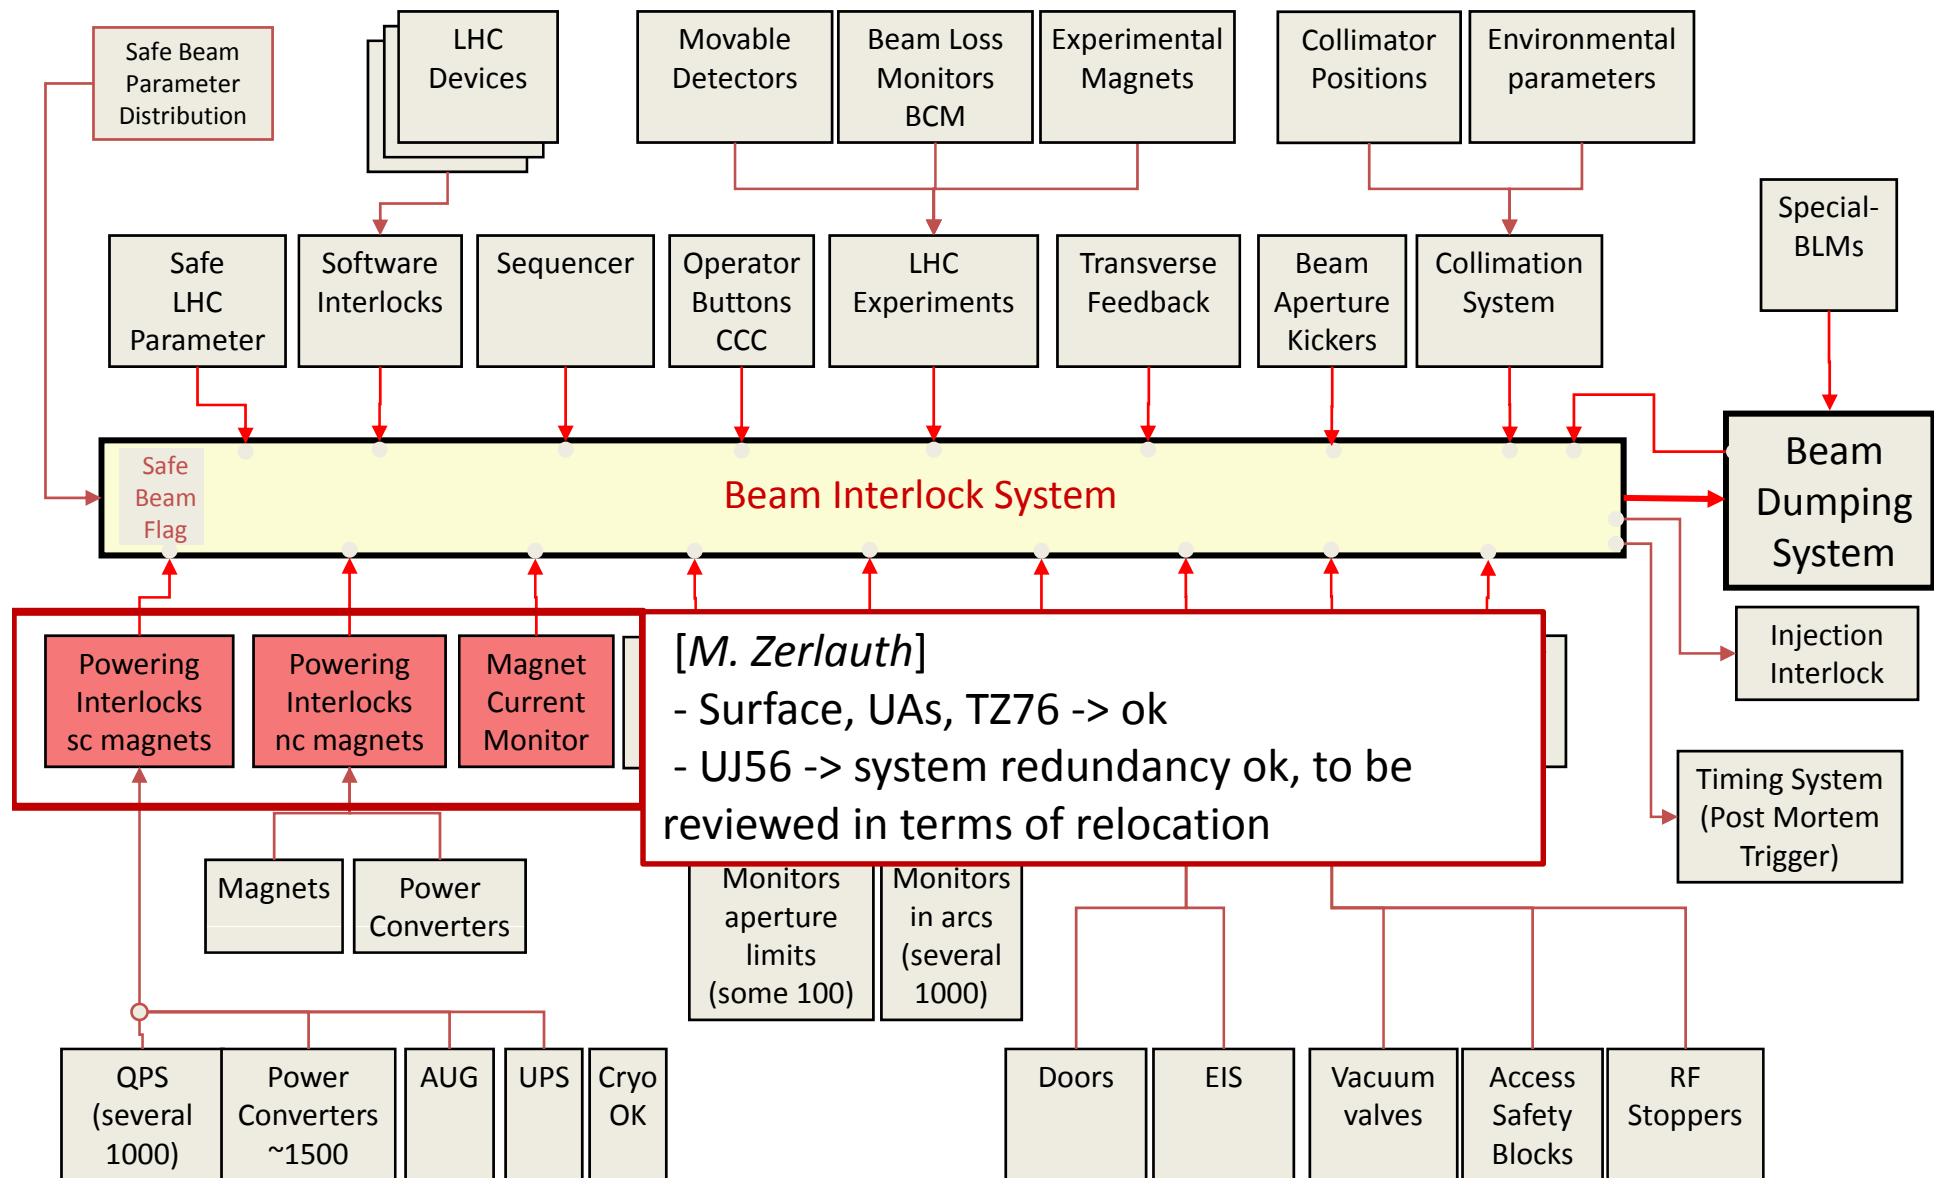 Safe Beam
Parameter
Distribution
LHC
Devices
Movable
Detectors
Beam Loss
Monitors
BCM
Experimental
Magnets
Collimator
Positions
Environmental
parameters
Safe
LHC
Parameter
Software
Interlocks
Sequencer
Operator
Buttons
CCC
LHC
Experiments
Transverse
Feedback
Beam
Aperture
Kickers
Collimation
System
Special-
BLMs
Safe
Beam
Flag
Beam Interlock System
Beam
Dumping
System
Powering
Interlocks
sc magnets
Powering
Interlocks
nc magnets
Magnet
Current
Monitor
[M. Zerlauth]
- Surface, UAs, TZ76 -> ok
- UJ56 -> system redundancy ok, to be
reviewed in terms of relocation
Injection
Interlock
Timing System
(Post Mortem
Trigger)
Magnets
Power
Converters
Monitors
aperture
limits
(some 100)
Monitors
in arcs
(several
1000)
QPS
(several
1000)
Power
Converters
~1500
AUG
UPS
Cryo
OK
Doors
EIS
Vacuum
valves
Access
Safety
Blocks
RF
Stoppers